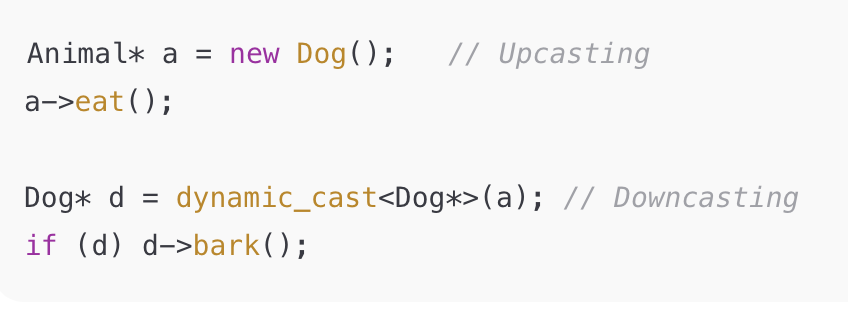 Animal* a = new Dog();   // Upcasting
a->eat();

Dog* d = dynamic_cast<Dog*>(a); // Downcasting
if (d) d->bark();